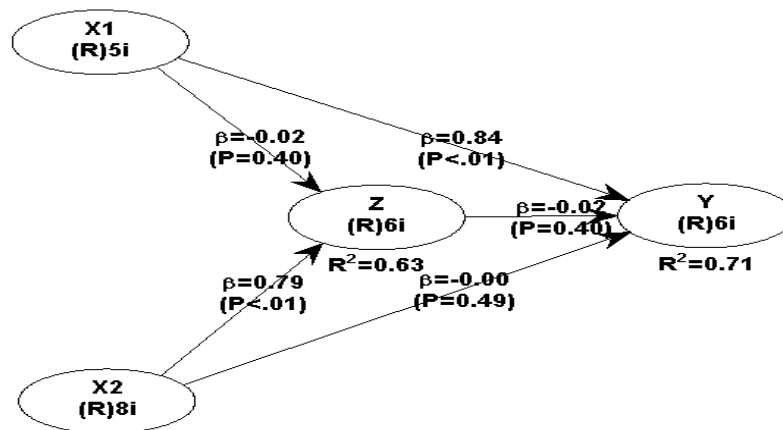 X1
(R)5i
β=-0.02
(P=0.40)
β=0.84
(P<.01)
Z
(R)6i
β=-0.02
(P=0.40)
Y
(R)6i
R²=0.63
R²=0.71
β=0.79
(P<.01)
β=-0.00
(P=0.49)
X2
(R)8i